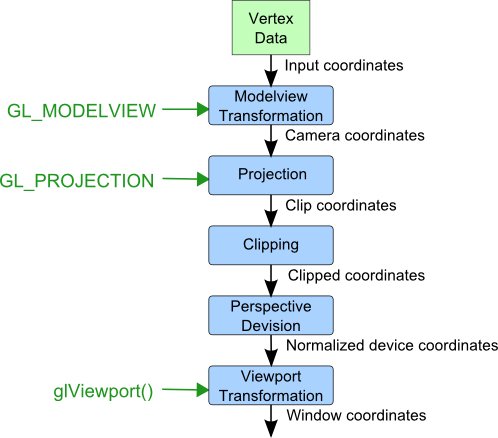 Vertex
Data
Input coordinates
GL_MODELVIEW
Modelview
Transformation
Camera coordinates
GL_PROJECTION
Projection
Clip coordinates
Clipping
Clipped coordinates
Perspective
Devision
Normalized device coordinates
glViewport()
Viewport
Transformation
Window coordinates